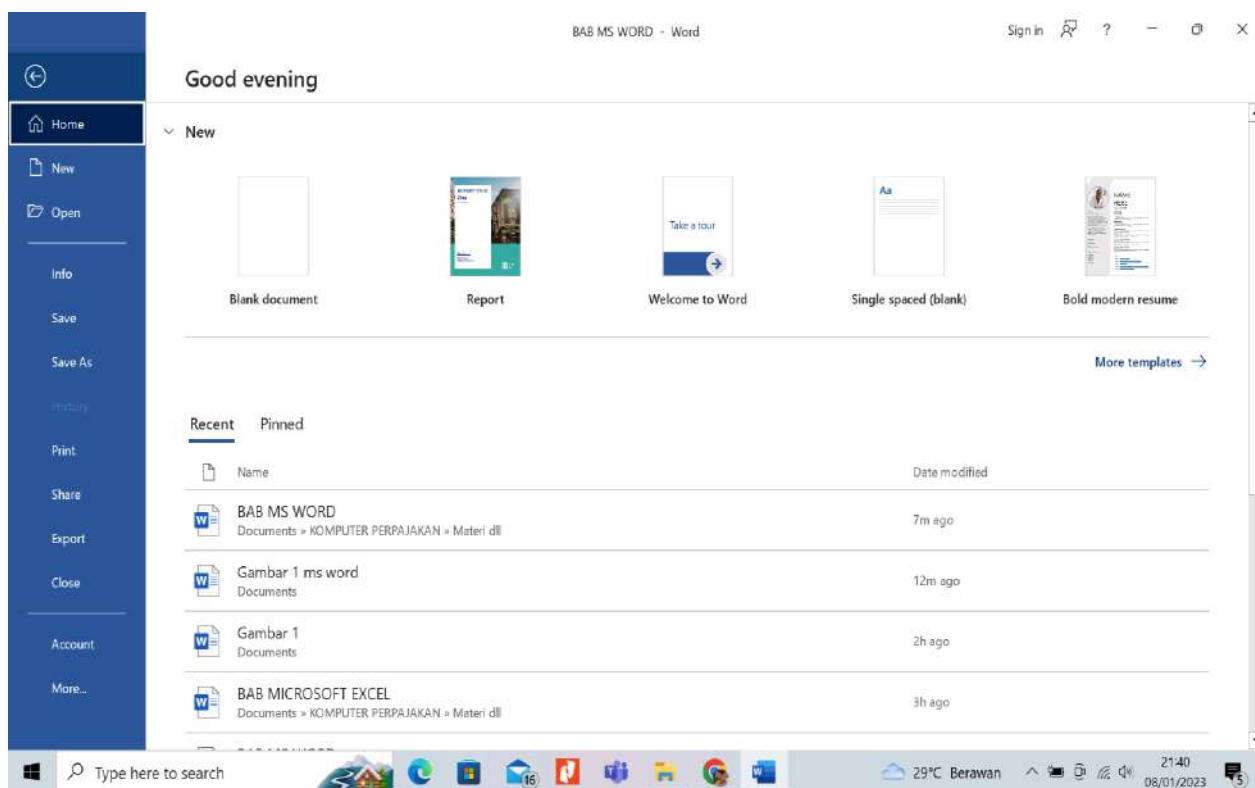 BAB MS WORD - Word
Sign in
?
Good evening
Home
New
Open
Info
Save
Save As
History
Print
Share
Export
Close
Account
More...
New
Take a tour
Aa
Blank document
Report
Welcome to Word
Single spaced (blank)
Bold modern resume
More templates
Recent Pinned
Name Date modified
BAB MS WORD
Documents » KOMPUTER PERPAJAKAN » Materi dll
7m ago
Gambar 1 ms word
Documents
12m ago
Gambar 1
Documents
2h ago
BAB MICROSOFT EXCEL
Documents » KOMPUTER PERPAJAKAN » Materi dll
3h ago
Type here to search
16
29°C Berawan
21:40
08/01/2023
5